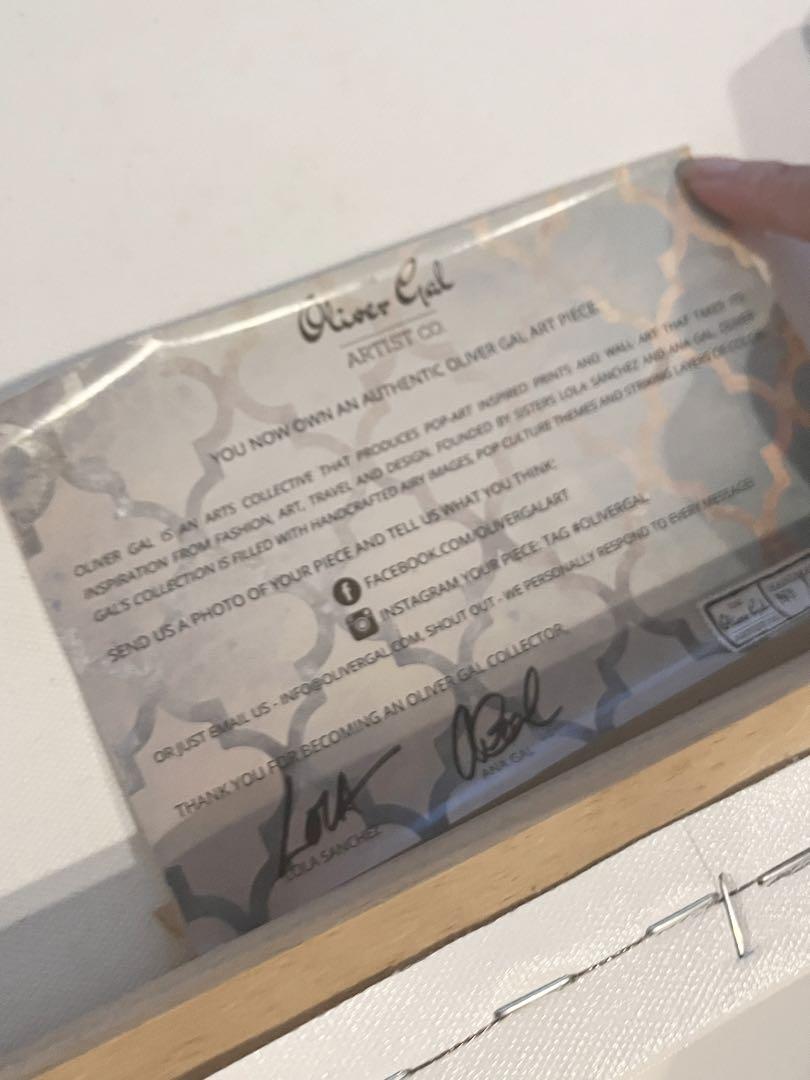 Oliver Gal
ARTIST CO.
YOU NOW OWN AN AUTHENTIC OLIVER GAL ART PIECE.
OLIVER GAL IS AN ARTS COLLECTIVE THAT PRODUCES POP-ART INSPIRED PRINTS AND WALL ART THAT TAKES ITS
INSPIRATION FROM FASHION, ART, TRAVEL AND DESIGN. FOUNDED BY SISTERS LOLA SÁNCHEZ AND ANA GAL, OLIVER
GAL'S COLLECTION IS FILLED WITH HANDCRAFTED AIRY IMAGES, POP CULTURE THEMES AND STRIKING LAYERS OF COLOR.
SEND US A PHOTO OF YOUR PIECE AND TELL US WHAT YOU THINK:
FACEBOOK.COM/OLIVERGALART
INSTAGRAM YOUR PIECE: TAG #OLIVERGAL
OR JUST EMAIL US - INFO@OLIVERGAL.COM, SHOUT OUT - WE PERSONALLY RESPOND TO EVERY MESSAGE!
THANK YOU FOR BECOMING AN OLIVER GAL COLLECTOR,
LOLA
LOLA SANCHEZ
ANA GAL
Oliver Gal